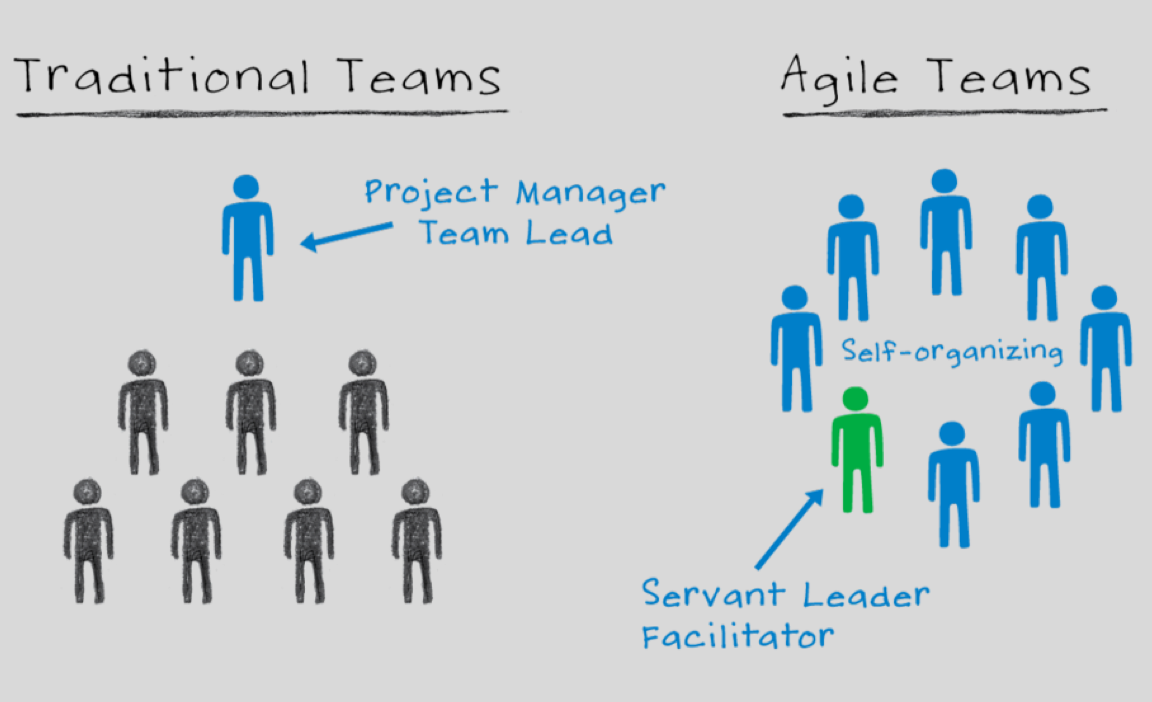 Traditional Teams
Agile Teams
Project Manager
Team Lead
Self-organizing
Servant Leader
Facilitator